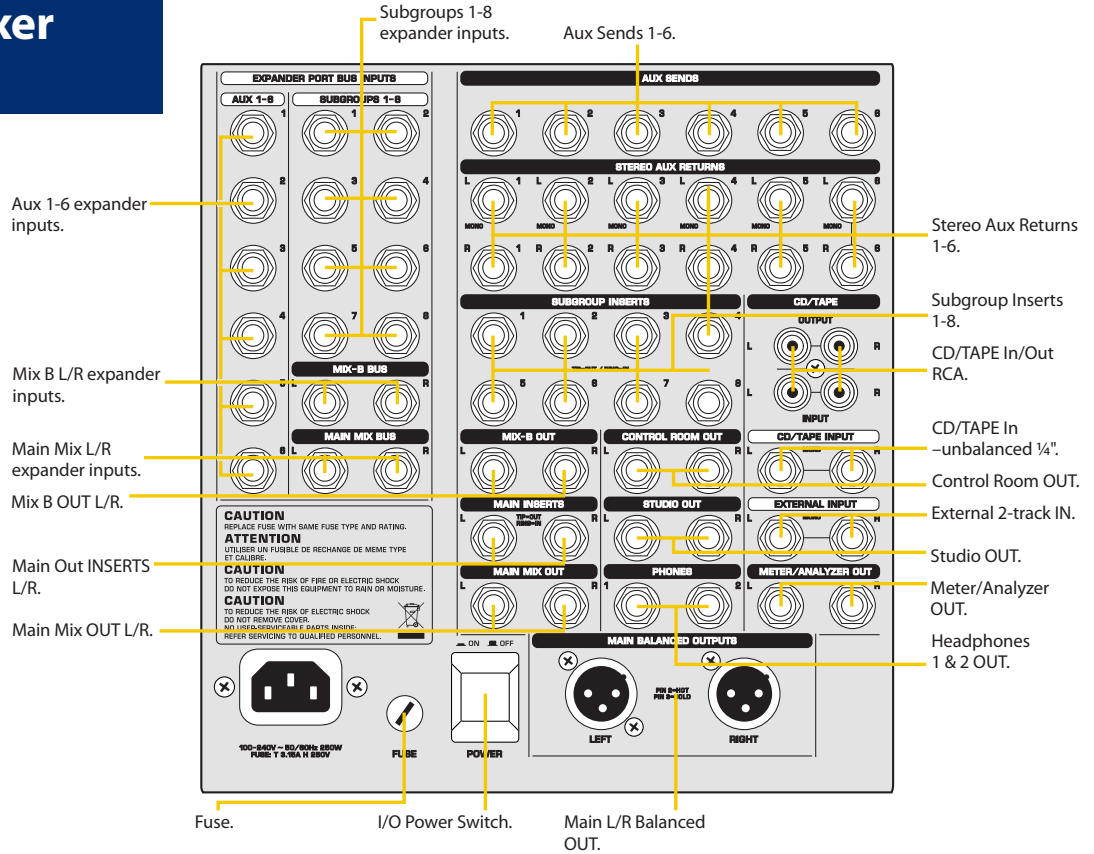 xer
Subgroups 1-8
expander inputs.
Aux Sends 1-6.
EXPANDER PORT BUS INPUTS
AUX 1-6
SUBGROUPS 1-8
AUX SENDS
1
1
2
1
2
3
4
5
6
STEREO AUX RETURNS
2
3
4
L
1
L
2
L
3
L
4
L
5
L
6
MONO
MONO
MONO
MONO
MONO
MONO
Aux 1-6 expander
inputs.
Stereo Aux Returns
1-6.
3
5
6
R
1
R
2
R
3
R
4
R
5
R
6
SUBGROUP INSERTS
CD/TAPE
OUTPUT
4
7
8
1
2
3
4
L
R
Subgroup Inserts
1-8.
MIX-B BUS
TIP=OUT / RING=IN
CD/TAPE In/Out
RCA.
Mix B L/R expander
inputs.
5
L
R
5
6
7
8
L
R
INPUT
MAIN MIX BUS
MIX-B OUT
CONTROL ROOM OUT
CD/TAPE INPUT
CD/TAPE In
–unbalanced ¼".
Main Mix L/R
expander inputs.
6
L
R
L
R
L
R
L
R
Control Room OUT.
Mix B OUT L/R.
MAIN INSERTS
STUDIO OUT
EXTERNAL INPUT
External 2-track IN.
L
TIP=OUT
RING=IN
R
L
R
L
R
CAUTION
REPLACE FUSE WITH SAME FUSE TYPE AND RATING.
ATTENTION
UTILISER UN FUSIBLE DE RECHANGE DE MEME TYPE
ET CALIBRE.
CAUTION
TO REDUCE THE RISK OF FIRE OR ELECTRIC SHOCK
DO NOT EXPOSE THIS EQUIPMENT TO RAIN OR MOISTURE.
CAUTION
TO REDUCE THE RISK OF ELECTRIC SHOCK
DO NOT REMOVE COVER.
NO USER-SERVICEABLE PARTS INSIDE;
REFER SERVICING TO QUALIFIED PERSONNEL.
Studio OUT.
Main Out INSERTS
L/R.
MAIN MIX OUT
PHONES
METER/ANALYZER OUT
L
R
1
2
L
R
Meter/Analyzer
OUT.
Main Mix OUT L/R.
Headphones
1 & 2 OUT.
ON
OFF
MAIN BALANCED OUTPUTS
PIN 2=HOT
PIN 3=COLD
LEFT
RIGHT
100-240V ~ 50/60Hz 250W
FUSE: T 3.15A H 250V
FUSE
POWER
Fuse.
I/O Power Switch.
Main L/R Balanced
OUT.